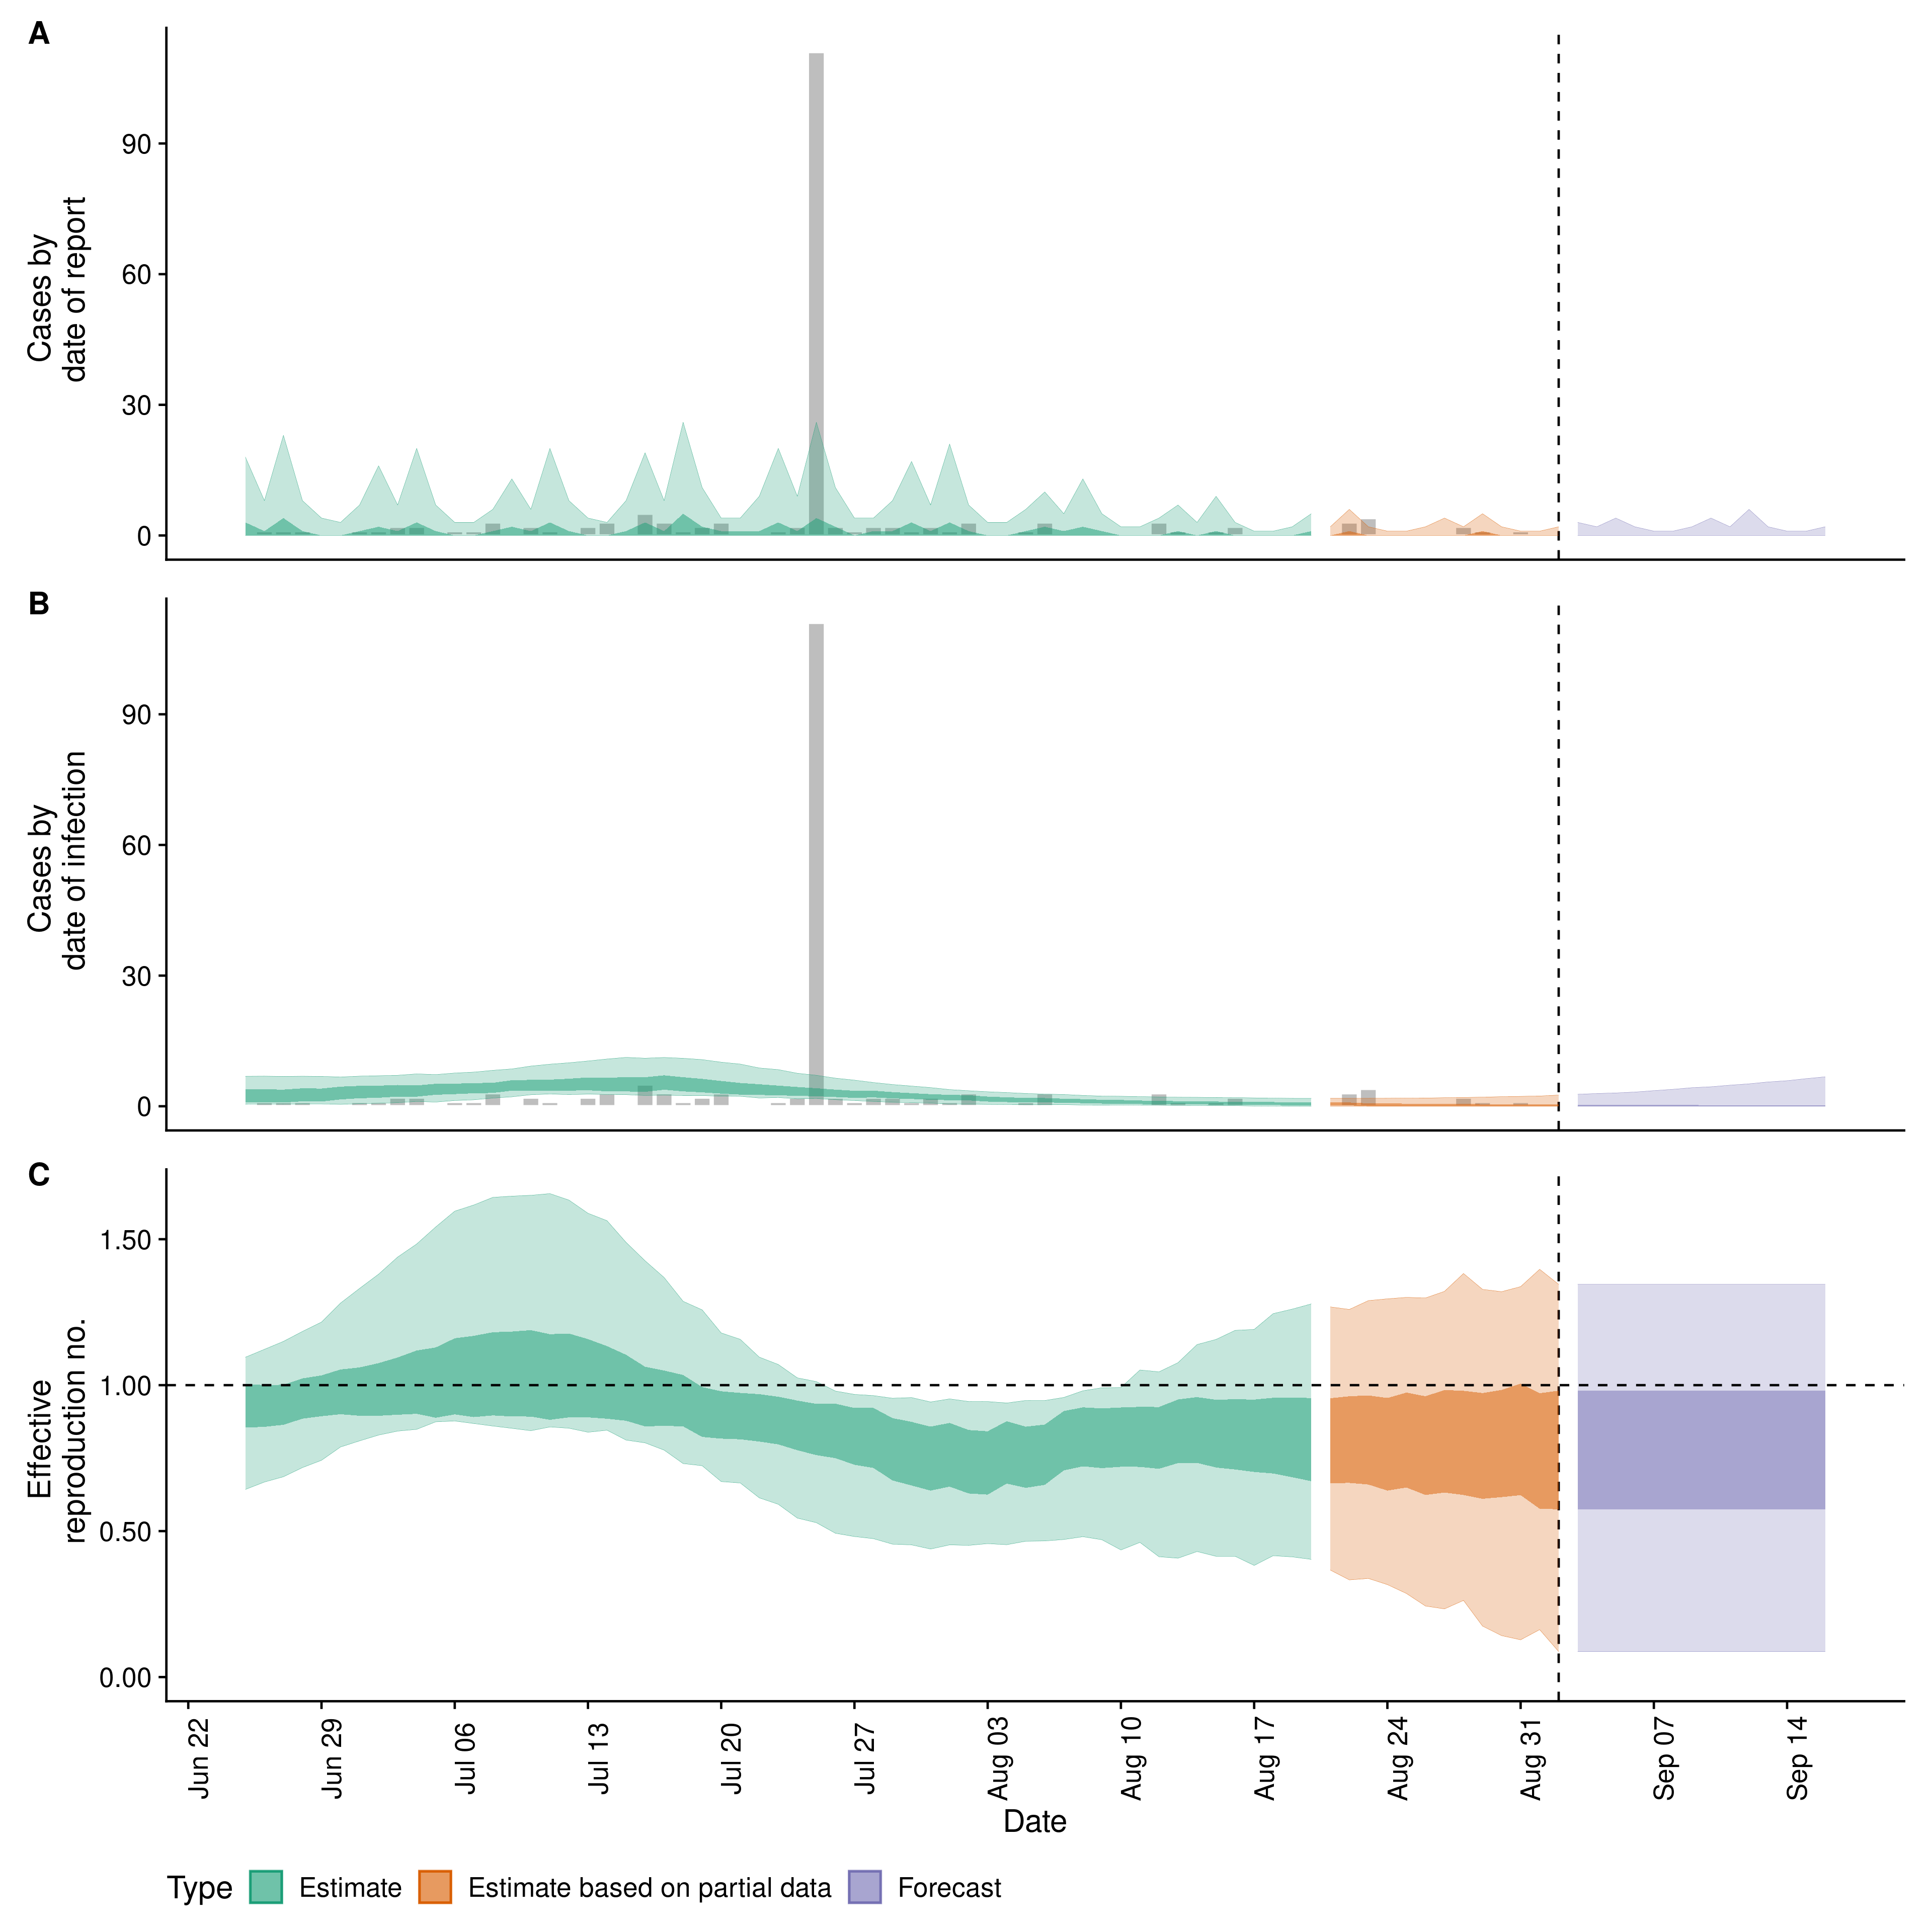 A
Cases by
date of report
90
60
30
0
B
Cases by
date of infection
90
60
30
0
C
Effective
reproduction no.
1.50
1.00
0.50
0.00
Jun 22
Jun 29
Jul 06
Jul 13
Jul 20
Jul 27
Aug 03
Aug 10
Aug 17
Aug 24
Aug 31
Sep 07
Sep 14
Date
Type
Estimate
Estimate based on partial data
Forecast